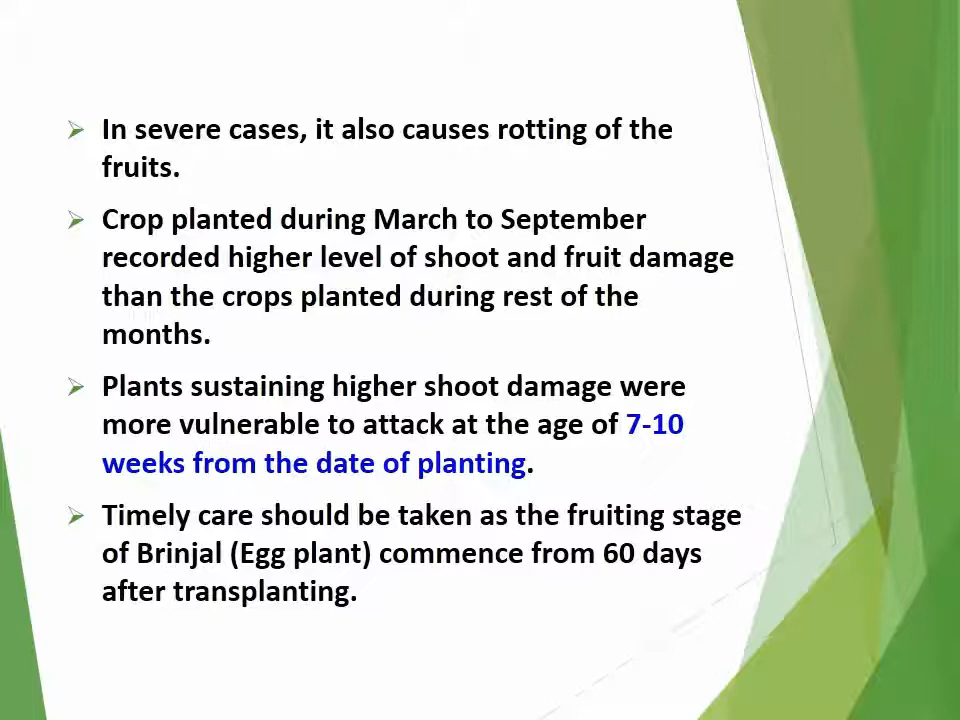 In severe cases, it also causes rotting of the
fruits.
Crop planted during March to September
recorded higher level of shoot and fruit damage
than the crops planted during rest of the
months.
Plants sustaining higher shoot damage were
more vulnerable to attack at the age of 7-10
weeks from the date of planting.
Timely care should be taken as the fruiting stage
of Brinjal (Egg plant) commence from 60 days
after transplanting.